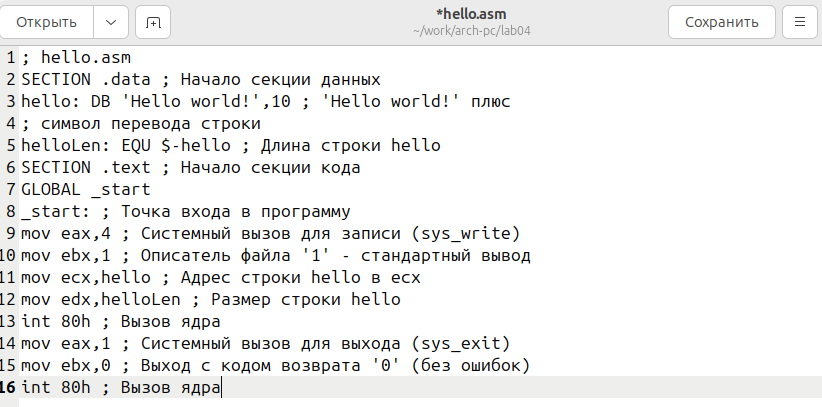 Открыть
*hello.asm
~/work/arch-pc/lab04
Сохранить
1 ; hello.asm
2 SECTION .data ; Начало секции данных
3 hello: DB 'Hello world!',10 ; 'Hello world!' плюс
4 ; символ перевода строки
5 helloLen: EQU $-hello ; Длина строки hello
6 SECTION .text ; Начало секции кода
7 GLOBAL _start
8 _start: ; Точка входа в программу
9 mov eax,4 ; Системный вызов для записи (sys_write)
10 mov ebx,1 ; Описатель файла '1' - стандартный вывод
11 mov ecx,hello ; Адрес строки hello в ecx
12 mov edx,helloLen ; Размер строки hello
13 int 80h ; Вызов ядра
14 mov eax,1 ; Системный вызов для выхода (sys_exit)
15 mov ebx,0 ; Выход с кодом возврата '0' (без ошибок)
16 int 80h ; Вызов ядра